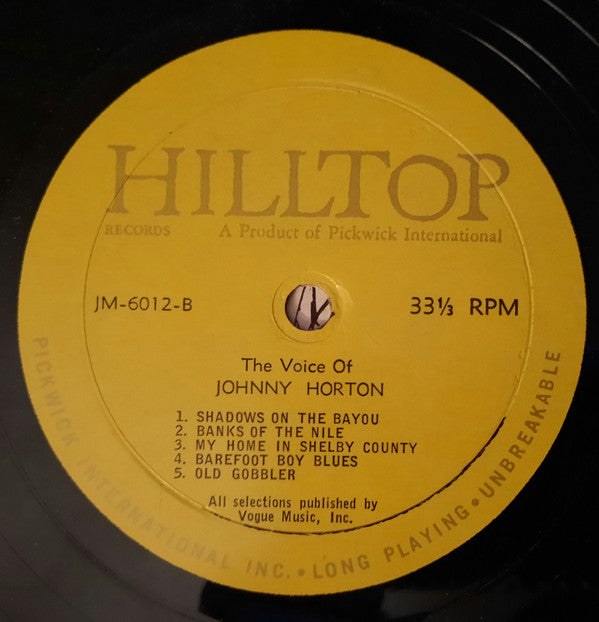 HILLTOP
RECORDS A Product of Pickwick International
JM-6012-B 33⅓ RPM
The Voice Of
JOHNNY HORTON
1. SHADOWS ON THE BAYOU
2. BANKS OF THE NILE
3. MY HOME IN SHELBY COUNTY
4. BAREFOOT BOY BLUES
5. OLD GOBBLER
All selections published by
Vogue Music, Inc.
PICKWICK INTERNATIONAL INC. • LONG PLAYING • UNBREAKABLE